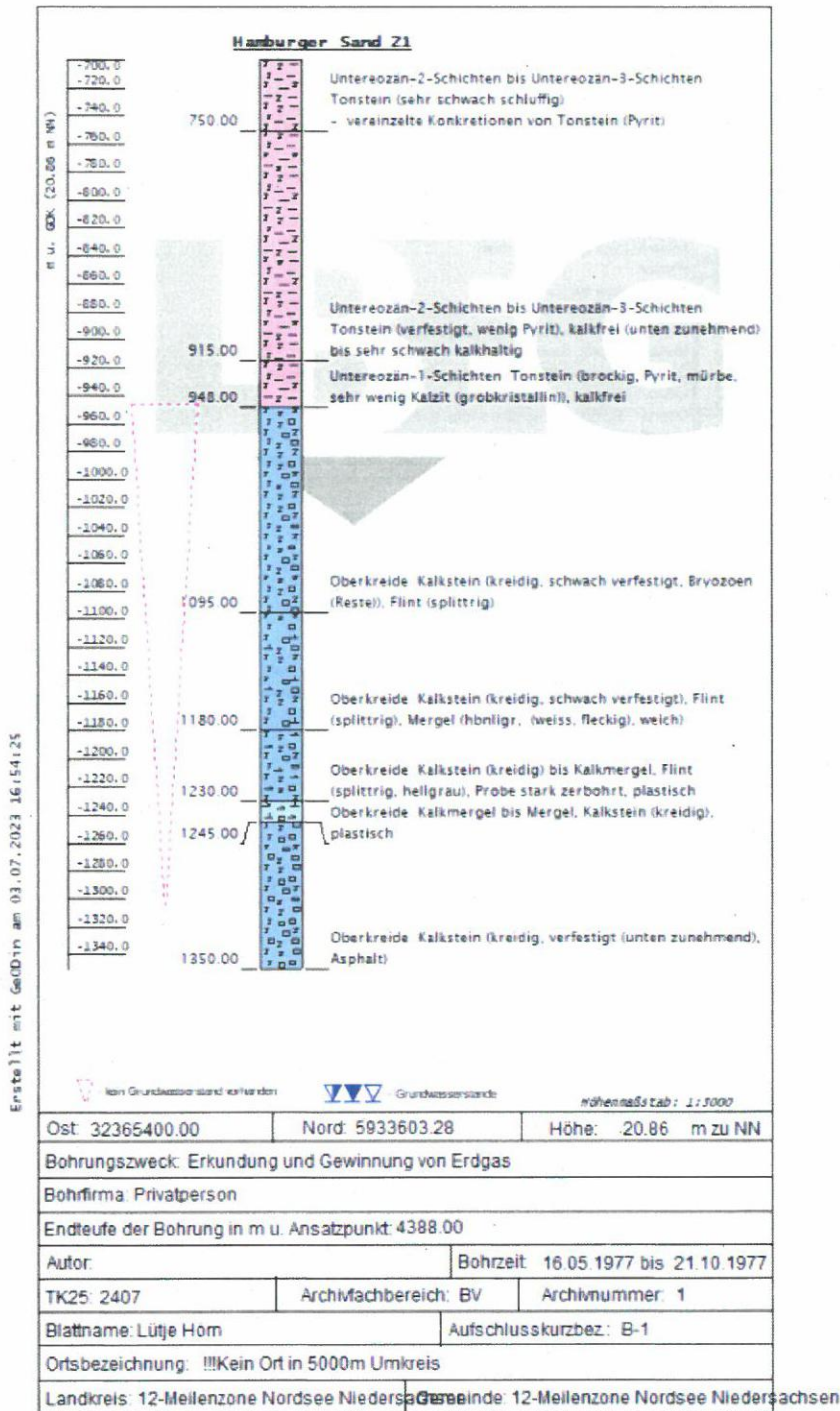 Hamburger Sand Z1
m u. GOK (20.86 m NN)
-700.0
-720.0
-740.0
-760.0
-780.0
-800.0
-820.0
-840.0
-860.0
-880.0
-900.0
-920.0
-940.0
-960.0
-980.0
-1000.0
-1020.0
-1040.0
-1060.0
-1080.0
-1100.0
-1120.0
-1140.0
-1160.0
-1180.0
-1200.0
-1220.0
-1240.0
-1260.0
-1280.0
-1300.0
-1320.0
-1340.0
750.00
Untereozän-2-Schichten bis Untereozän-3-Schichten
Tonstein (sehr schwach schluffig)
- vereinzelte Konkretionen von Tonstein (Pyrit)
915.00
Untereozän-2-Schichten bis Untereozän-3-Schichten
Tonstein (verfestigt, wenig Pyrit), kalkfrei (unten zunehmend)
bis sehr schwach kalkhaltig
948.00
Untereozän-1-Schichten Tonstein (brockig, Pyrit, mürbe,
sehr wenig Kalzit (grobkristallin)), kalkfrei
1095.00
Oberkreide Kalkstein (kreidig, schwach verfestigt, Bryozoen
(Reste)), Flint (splittrig)
1180.00
Oberkreide Kalkstein (kreidig, schwach verfestigt), Flint
(splittrig), Mergel (hbnligr, (weiss, fleckig), weich)
1230.00
Oberkreide Kalkstein (kreidig) bis Kalkmergel, Flint
(splittrig, hellgrau), Probe stark zerbohrt, plastisch
1245.00
Oberkreide Kalkmergel bis Mergel, Kalkstein (kreidig),
plastisch
1350.00
Oberkreide Kalkstein (kreidig, verfestigt (unten zunehmend),
Asphalt)
Erstellt mit GeODin am 03.07.2023 16:54:25
- kein Grundwasserstand vorhanden
- Grundwasserstände
Höhenmaßstab: 1:3000
Ost: 32365400.00 Nord: 5933603.28 Höhe: 20.86 m zu NN
Bohrungszweck: Erkundung und Gewinnung von Erdgas
Bohrfirma: Privatperson
Endteufe der Bohrung in m u. Ansatzpunkt: 4388.00
Autor: Bohrzeit: 16.05.1977 bis 21.10.1977
TK25: 2407 Archivfachbereich: BV Archivnummer: 1
Blattname: Lütje Horn Aufschlusskurzbez.: B-1
Ortsbezeichnung: !!!Kein Ort in 5000m Umkreis
Landkreis: 12-Meilenzone Nordsee Niedersachsen Gemeinde: 12-Meilenzone Nordsee Niedersachsen